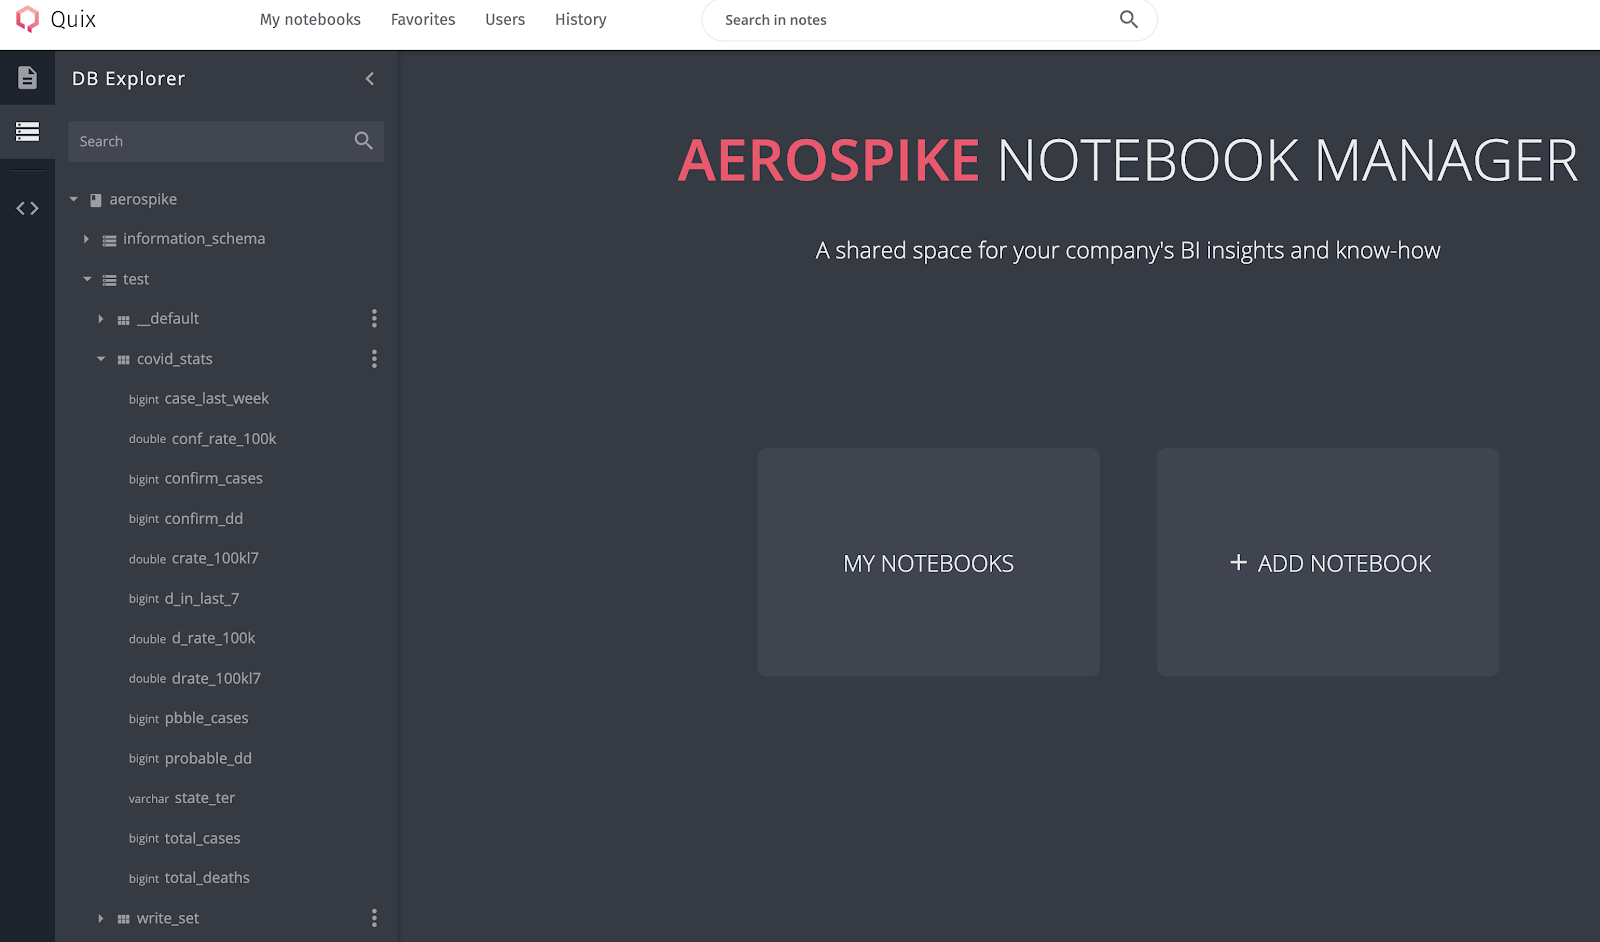 Quix
My notebooks Favorites Users History
Search in notes
DB Explorer
Search
aerospike
information_schema
test
__default
covid_stats
bigint case_last_week
double conf_rate_100k
bigint confirm_cases
bigint confirm_dd
double crate_100kl7
bigint d_in_last_7
double d_rate_100k
double drate_100kl7
bigint pbble_cases
bigint probable_dd
varchar state_ter
bigint total_cases
bigint total_deaths
write_set
AEROSPIKE NOTEBOOK MANAGER
A shared space for your company's BI insights and know-how
MY NOTEBOOKS
+ ADD NOTEBOOK